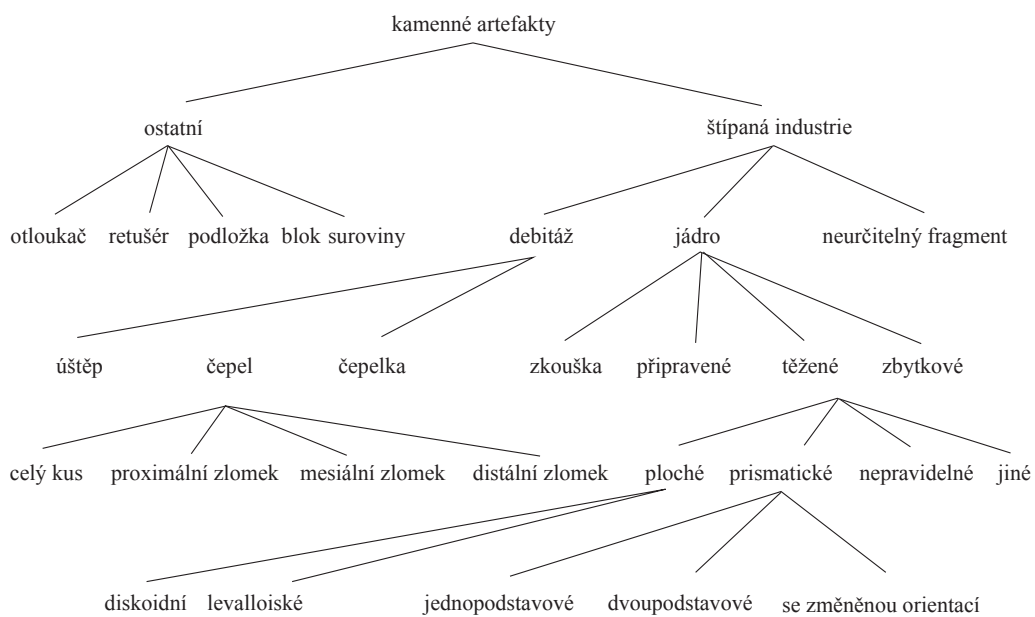 kamenné artefakty
ostatní štípaná industrie
otloukač retušér podložka blok suroviny debitáž jádro neurčitelný fragment
úštěp čepel čepelka zkouška připravené těžené zbytkové
celý kus proximální zlomek mesiální zlomek distální zlomek ploché prismatické nepravidelné jiné
diskoidní levalloiské jednopodstavové dvoupodstavové se změněnou orientací